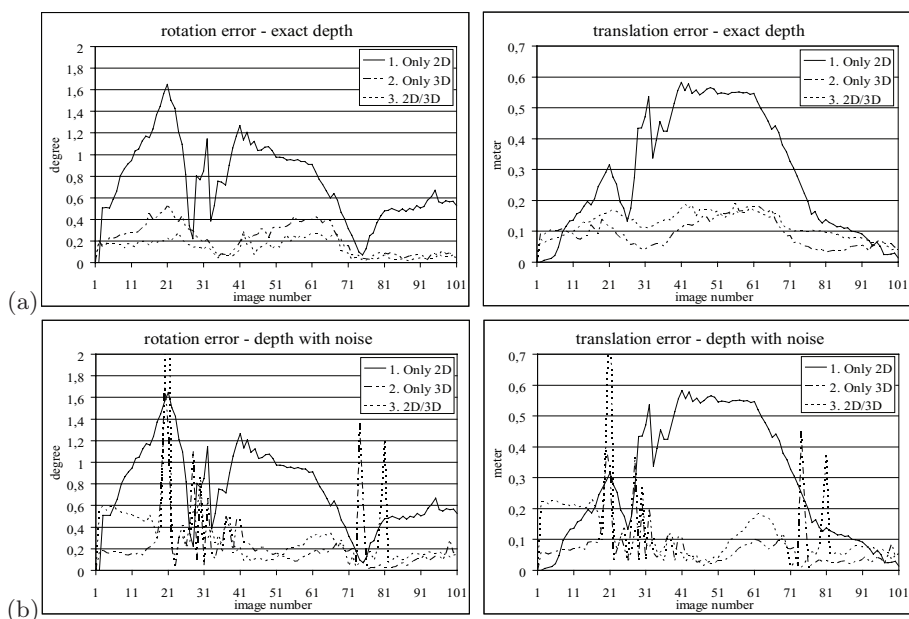 (a)
rotation error - exact depth
degree
2
1,8
1,6
1,4
1,2
1
0,8
0,6
0,4
0,2
0
1. Only 2D
2. Only 3D
3. 2D/3D
1 11 21 31 41 51 61 71 81 91 101
image number
translation error - exact depth
meter
0,7
0,6
0,5
0,4
0,3
0,2
0,1
0
1. Only 2D
2. Only 3D
3. 2D/3D
1 11 21 31 41 51 61 71 81 91 101
image number
(b)
rotation error - depth with noise
degree
2
1,8
1,6
1,4
1,2
1
0,8
0,6
0,4
0,2
0
1. Only 2D
2. Only 3D
3. 2D/3D
1 11 21 31 41 51 61 71 81 91 101
image number
translation error - depth with noise
meter
0,7
0,6
0,5
0,4
0,3
0,2
0,1
0
1. Only 2D
2. Only 3D
3. 2D/3D
1 11 21 31 41 51 61 71 81 91 101
image number